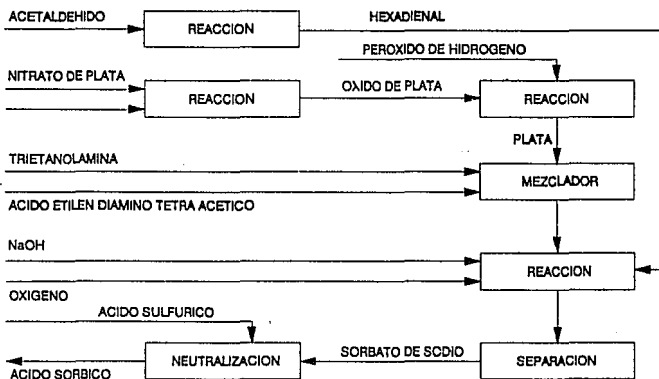 ACETALDEHIDO
HEXADIENAL
REACCION
PEROXIDO DE HIDROGENO
NITRATO DE PLATA
OXIDO DE PLATA
REACCION
REACCION
PLATA
TRIETANOLAMINA
MEZCLADOR
ACIDO ETILEN DIAMINO TETRA ACETICO
NaOH
REACCION
OXIGENO
ACIDO SULFURICO
NEUTRALIZACION
SORBATO DE SODIO
SEPARACION
ACIDO SORBICO